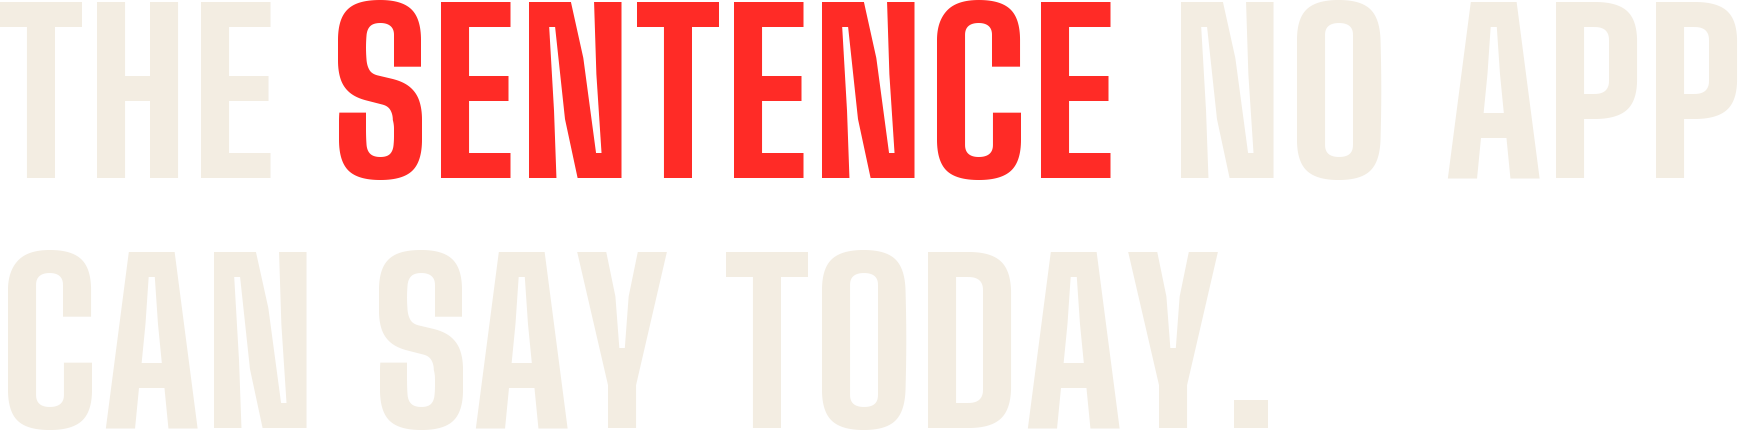 THE SENTENCE NO APP
CAN SAY TODAY.